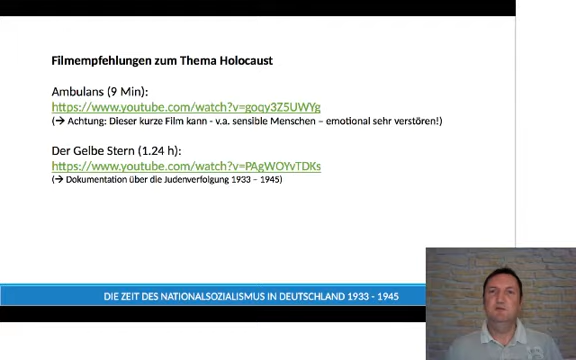 Filmempfehlungen zum Thema Holocaust
Ambulans (9 Min):
https://www.youtube.com/watch?v=goqy3Z5UWYg
(→ Achtung: Dieser kurze Film kann - v.a. sensible Menschen – emotional sehr verstören!)
Der Gelbe Stern (1.24 h):
https://www.youtube.com/watch?v=PAgWOYvTDKs
(→ Dokumentation über die Judenverfolgung 1933 – 1945)
DIE ZEIT DES NATIONALSOZIALISMUS IN DEUTSCHLAND 1933 - 1945